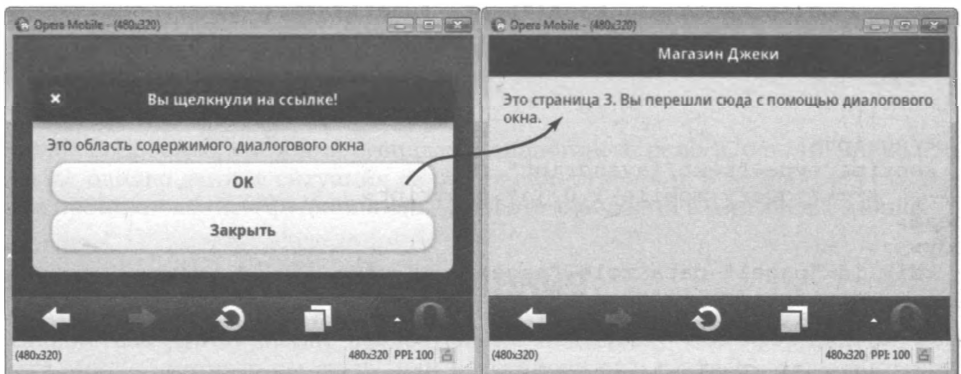 Opera Mobile - (480x320)
× Вы щелкнули на ссылке!
Это область содержимого диалогового окна
ОК
Закрыть
(480x320) 480x320 PPI: 100
Opera Mobile - (480x320)
Магазин Джеки
Это страница 3. Вы перешли сюда с помощью диалогового
окна.
(480x320) 480x320 PPI: 100